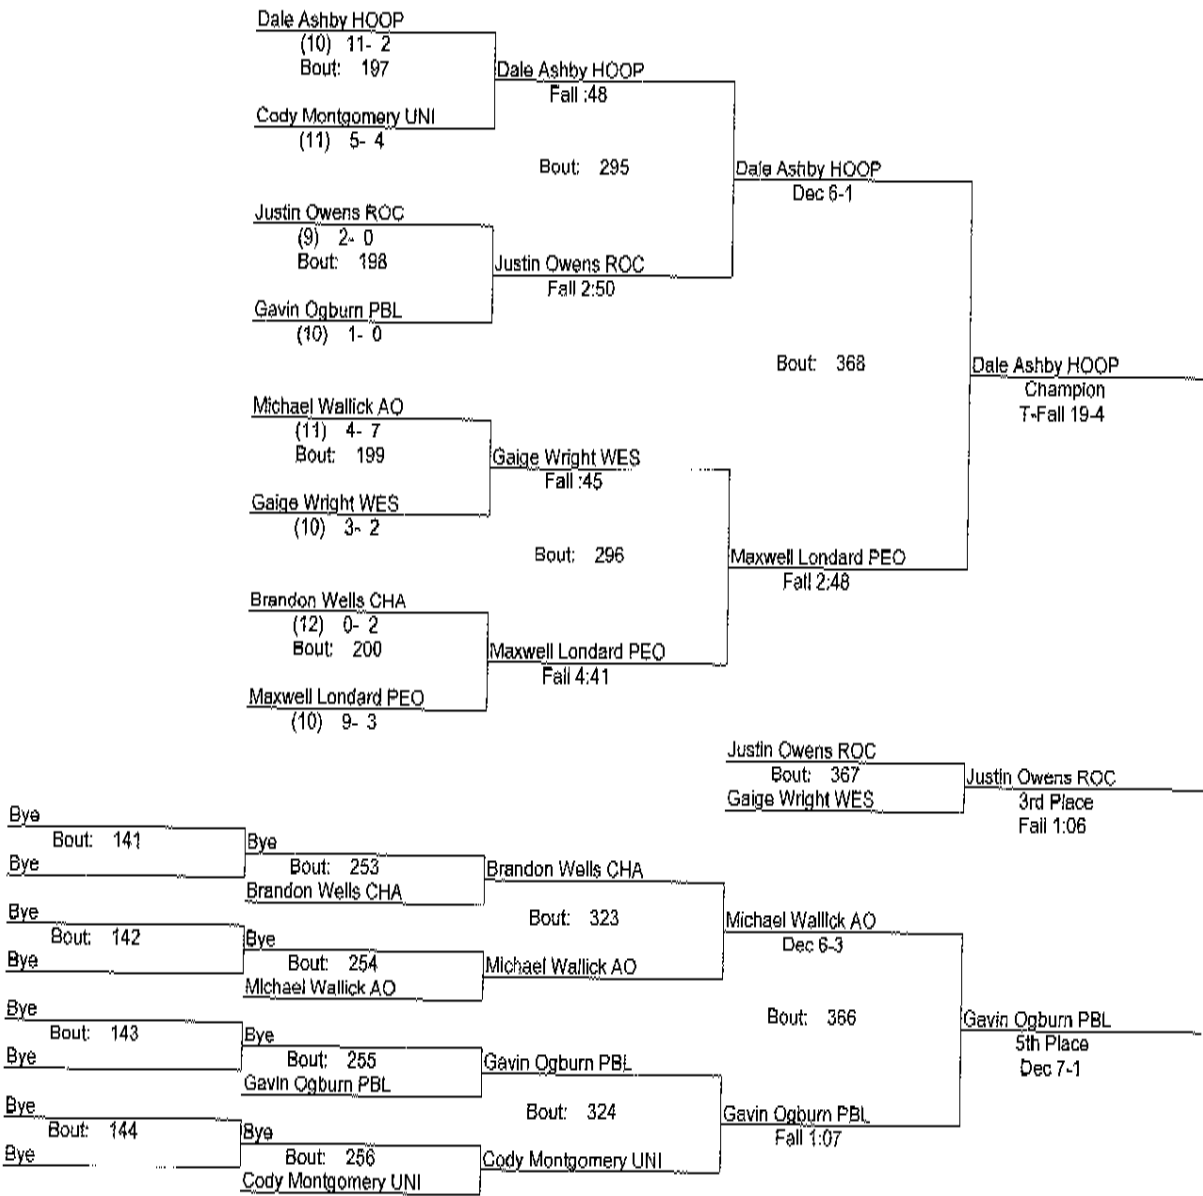 Dale Ashby HOOP
(10) 11- 2
Bout: 197
Dale Ashby HOOP
Fall :48
Cody Montgomery UNI
(11) 5- 4
Bout: 295
Dale Ashby HOOP
Dec 6-1
Justin Owens ROC
(9) 2- 0
Bout: 198
Justin Owens ROC
Fall 2:50
Gavin Ogburn PBL
(10) 1- 0
Bout: 368
Dale Ashby HOOP
Champion
T-Fall 19-4
Michael Wallick AO
(11) 4- 7
Bout: 199
Gaige Wright WES
Fall :45
Gaige Wright WES
(10) 3- 2
Bout: 296
Maxwell Londard PEO
Fall 2:48
Brandon Wells CHA
(12) 0- 2
Bout: 200
Maxwell Londard PEO
Fall 4:41
Maxwell Londard PEO
(10) 9- 3
Justin Owens ROC
Bout: 367
Gaige Wright WES
Justin Owens ROC
3rd Place
Fall 1:06
Bye
Bout: 141
Bye
Bye
Bout: 253
Brandon Wells CHA
Brandon Wells CHA
Bye
Bout: 142
Bye
Bout: 323
Michael Wallick AO
Dec 6-3
Bye
Bout: 254
Michael Wallick AO
Michael Wallick AO
Bye
Bout: 143
Bye
Bout: 366
Gavin Ogburn PBL
5th Place
Dec 7-1
Bye
Bout: 255
Gavin Ogburn PBL
Gavin Ogburn PBL
Bye
Bout: 144
Bye
Bout: 324
Gavin Ogburn PBL
Fall 1:07
Bye
Bout: 256
Cody Montgomery UNI
Cody Montgomery UNI